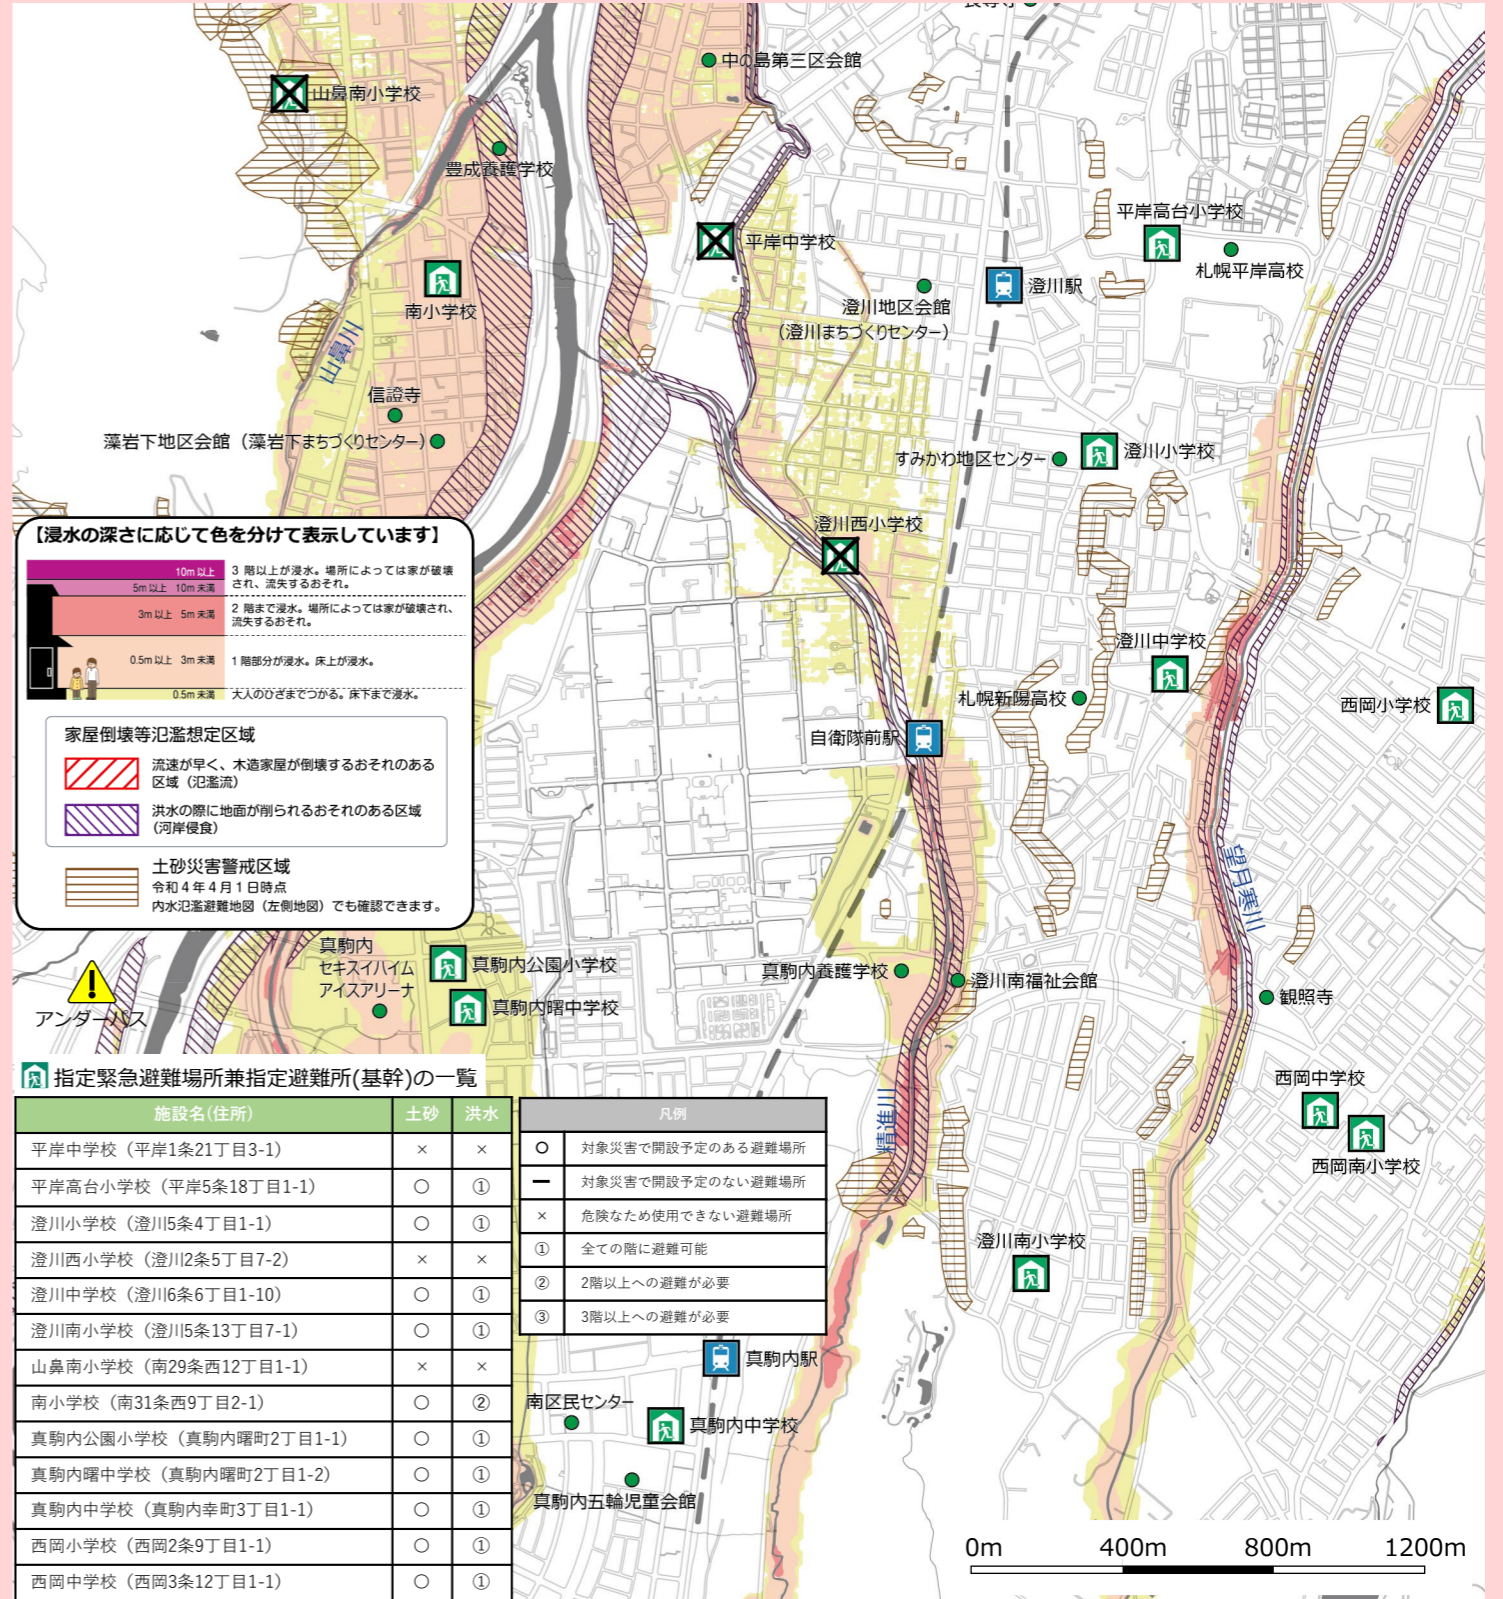 中の島第三区会館
山鼻南小学校
豊成養護学校
平岸中学校
平岸高台小学校
札幌平岸高校
澄川駅
澄川地区会館
(澄川まちづくりセンター)
南小学校
山鼻川
信證寺
藻岩下地区会館（藻岩下まちづくりセンター）
すみかわ地区センター
澄川小学校
澄川西小学校
澄川中学校
札幌新陽高校
西岡小学校
自衛隊前駅
望月寒川
【浸水の深さに応じて色を分けて表示しています】
10m 以上
3 階以上が浸水。場所によっては家が破壊
され、流失するおそれ。
5m 以上 10m 未満
3m 以上 5m 未満
2 階まで浸水。場所によっては家が破壊され、
流失するおそれ。
0.5m 以上 3m 未満
1 階部分が浸水。床上が浸水。
0.5m 未満
大人のひざまでつかる。床下まで浸水。
家屋倒壊等氾濫想定区域
流速が早く、木造家屋が倒壊するおそれのある
区域（氾濫流）
洪水の際に地面が削られるおそれのある区域
(河岸侵食)
土砂災害警戒区域
令和４年４月１日時点
内水氾濫避難地図（左側地図）でも確認できます。
真駒内
セキスイハイム
アイスアリーナ
真駒内公園小学校
真駒内曙中学校
真駒内養護学校
澄川南福祉会館
観照寺
アンダーパス
精進川
西岡中学校
西岡南小学校
澄川南小学校
指定緊急避難場所兼指定避難所(基幹)の一覧
施設名(住所) 土砂 洪水
平岸中学校（平岸1条21丁目3-1） × ×
平岸高台小学校（平岸5条18丁目1-1） ○ ①
澄川小学校（澄川5条4丁目1-1） ○ ①
澄川西小学校（澄川2条5丁目7-2） × ×
澄川中学校（澄川6条6丁目1-10） ○ ①
澄川南小学校（澄川5条13丁目7-1） ○ ①
山鼻南小学校（南29条西12丁目1-1） × ×
南小学校（南31条西9丁目2-1） ○ ②
真駒内公園小学校（真駒内曙町2丁目1-1） ○ ①
真駒内曙中学校（真駒内曙町2丁目1-2） ○ ①
真駒内中学校（真駒内幸町3丁目1-1） ○ ①
西岡小学校（西岡2条9丁目1-1） ○ ①
西岡中学校（西岡3条12丁目1-1） ○ ①
凡例
○ 対象災害で開設予定のある避難場所
ー 対象災害で開設予定のない避難場所
× 危険なため使用できない避難場所
① 全ての階に避難可能
② 2階以上への避難が必要
③ 3階以上への避難が必要
真駒内駅
南区民センター
真駒内中学校
真駒内五輪児童会館
0m 400m 800m 1200m